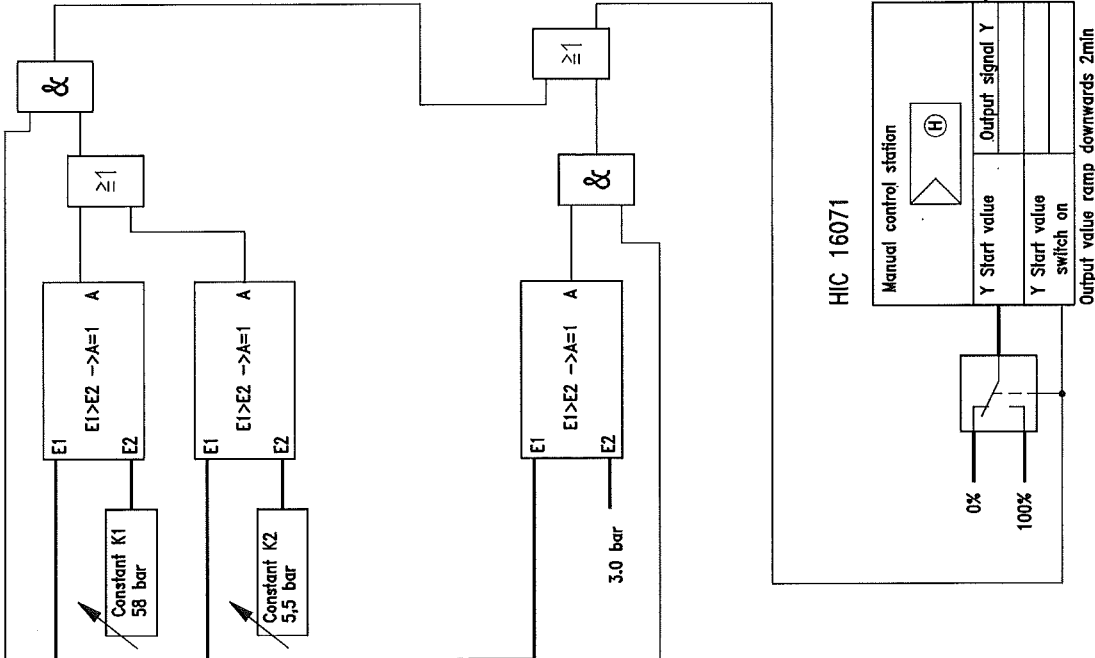 &
≥1
E1
E1>E2 ->A=1
A
E2
Constant K1
58 bar
E1
E1>E2 ->A=1
A
E2
Constant K2
5,5 bar
≥1
&
E1
E1>E2 ->A=1
A
E2
3.0 bar
HIC 16071
Manual control station
H
Y Start value
Output signal Y
Y Start value
switch on
Output value ramp downwards 2min
0%
100%